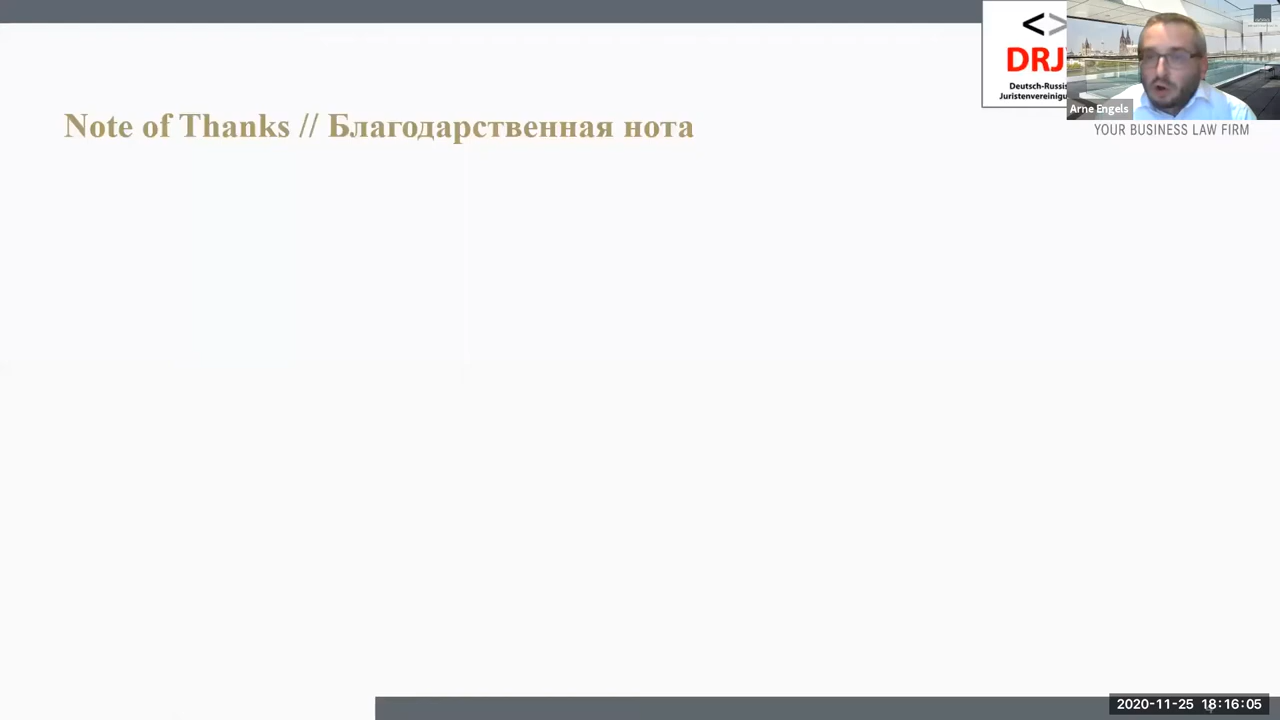 DRJ
Deutsch-Russis
Juristenvereinigu
Arne Engels
Note of Thanks // Благодарственная нота
YOUR BUSINESS LAW FIRM
2020-11-25 18:16:05